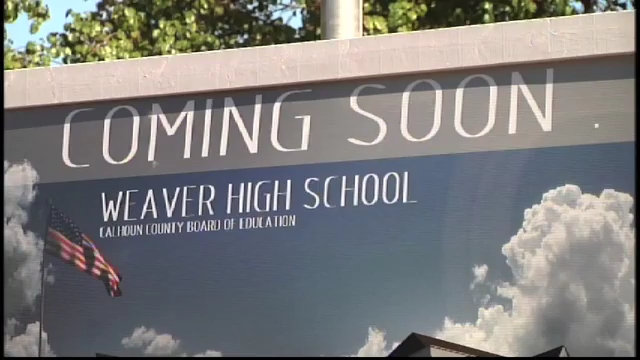 COMING SOON .
WEAVER HIGH SCHOOL
CALHOUN COUNTY BOARD OF EDUCATION